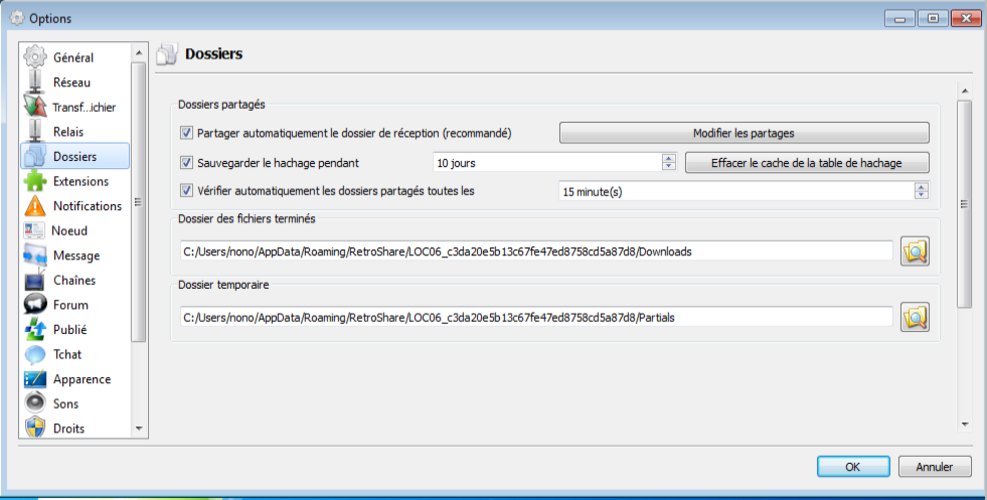 Options
Général
Réseau
Transf...ichier
Relais
Dossiers
Extensions
Notifications
Noeud
Message
Chaînes
Forum
Publié
Tchat
Apparence
Sons
Droits
Dossiers
Dossiers partagés
Partager automatiquement le dossier de réception (recommandé)
Modifier les partages
Sauvegarder le hachage pendant
10 jours
Effacer le cache de la table de hachage
Vérifier automatiquement les dossiers partagés toutes les
15 minute(s)
Dossier des fichiers terminés
C:/Users/nono/AppData/Roaming/RetroShare/LOC06_c3da20e5b13c67fe47ed8758cd5a87d8/Downloads
Dossier temporaire
C:/Users/nono/AppData/Roaming/RetroShare/LOC06_c3da20e5b13c67fe47ed8758cd5a87d8/Partials
OK
Annuler